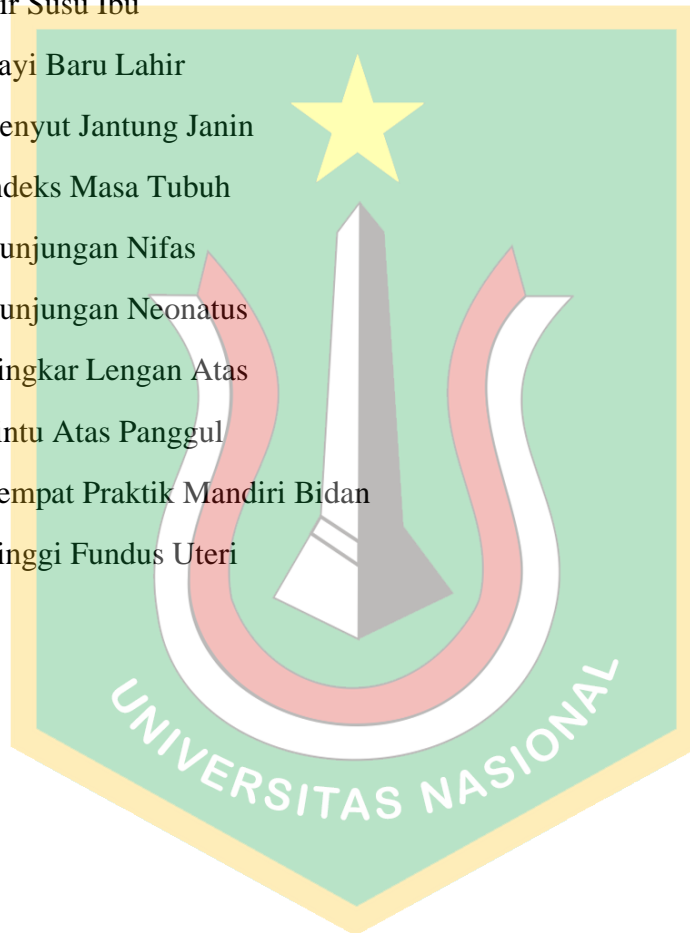 ir Susu Ibu
ayi Baru Lahir
enyut Jantung Janin
ndeks Masa Tubuh
unjungan Nifas
unjungan Neonatus
ingkar Lengan Atas
intu Atas Panggul
empat Praktik Mandiri Bidan
inggi Fundus Uteri
UNIVERSITAS NASIONAL